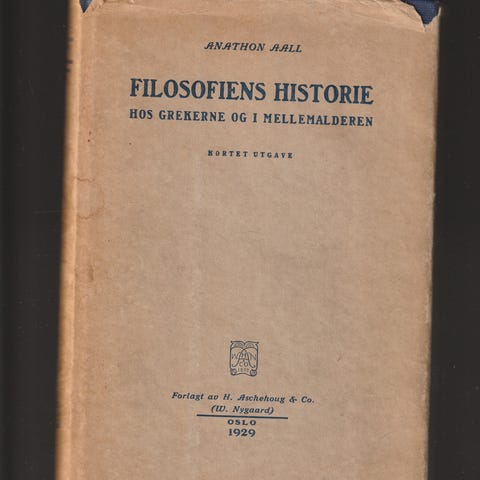 ANATHON AALL
FILOSOFIENS HISTORIE
HOS GREKERNE OG I MELLEMALDEREN
KORTET UTGAVE
Forlagt av H. Aschehoug & Co.
(W. Nygaard)
OSLO
1929